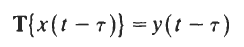 T{x(t − τ)} = y(t − τ)